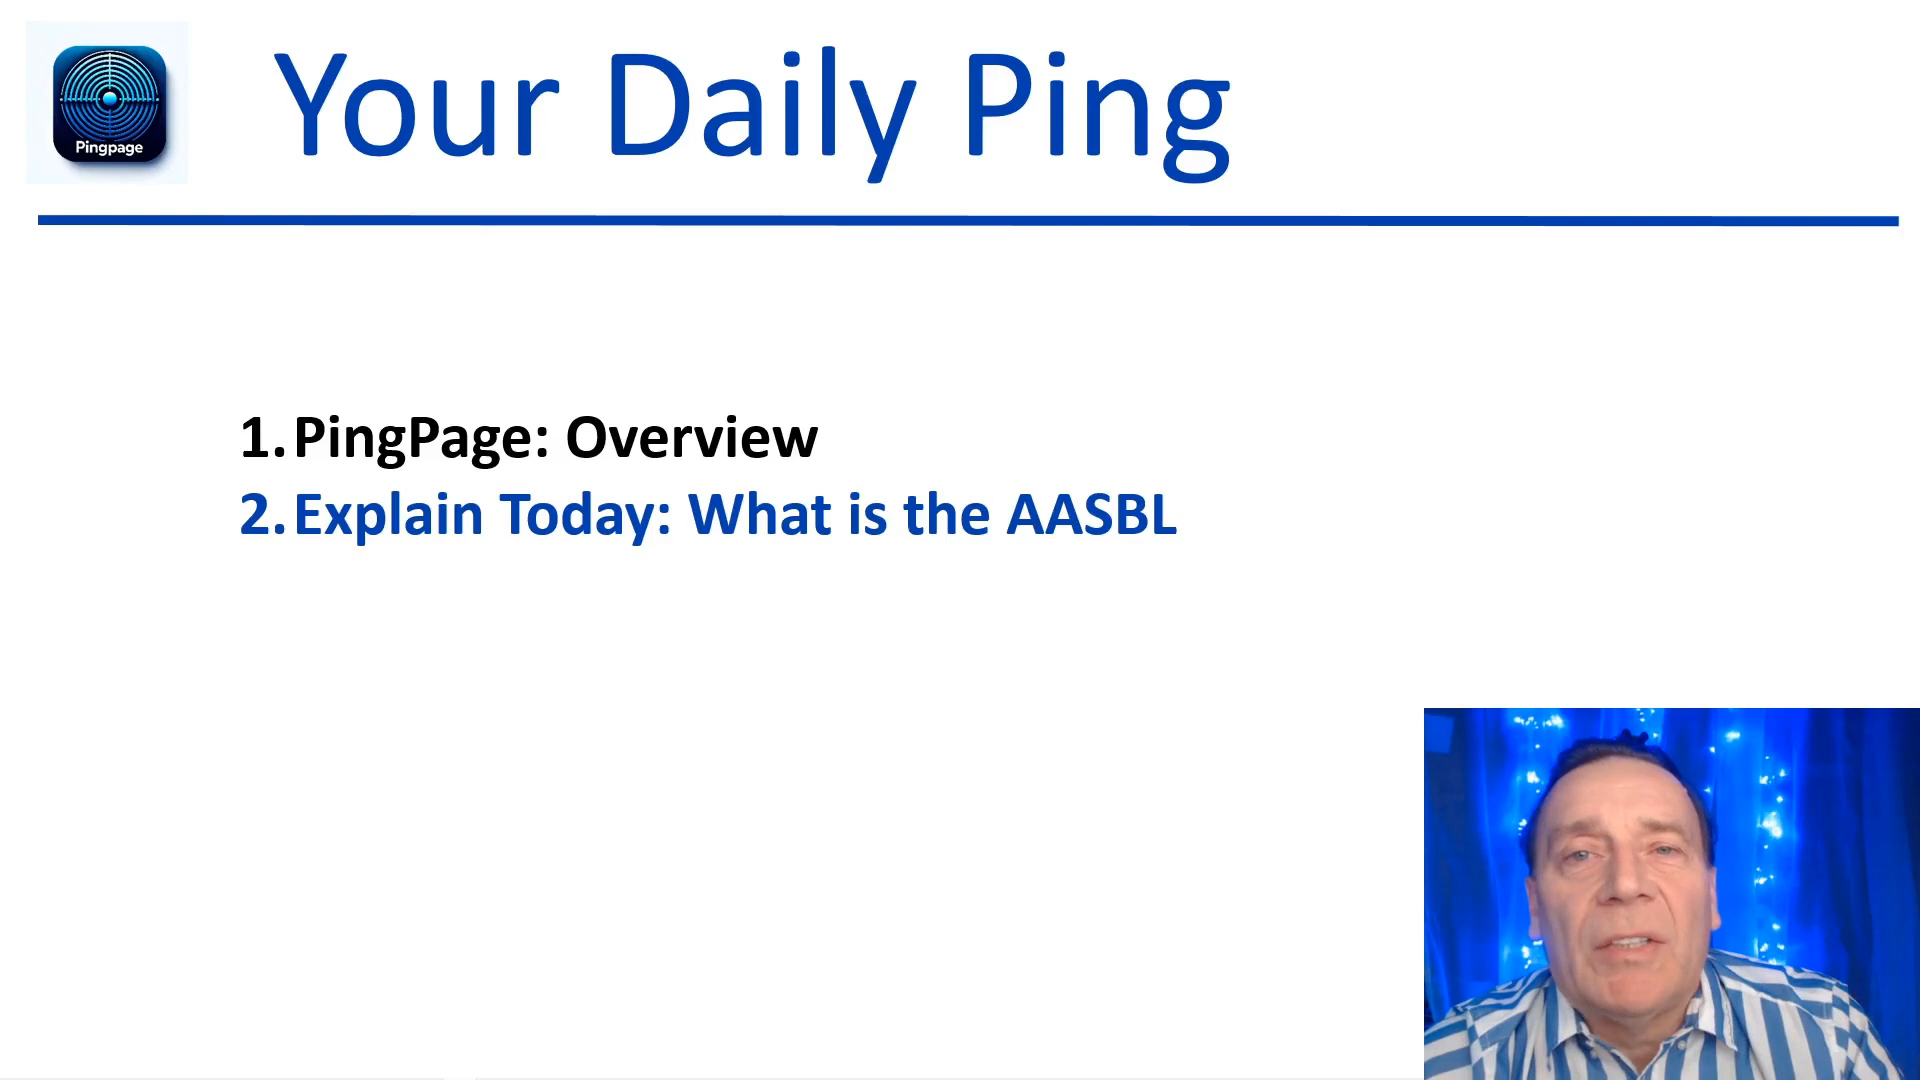 Pingpage
Your Daily Ping
1. PingPage: Overview
2. Explain Today: What is the AASBL